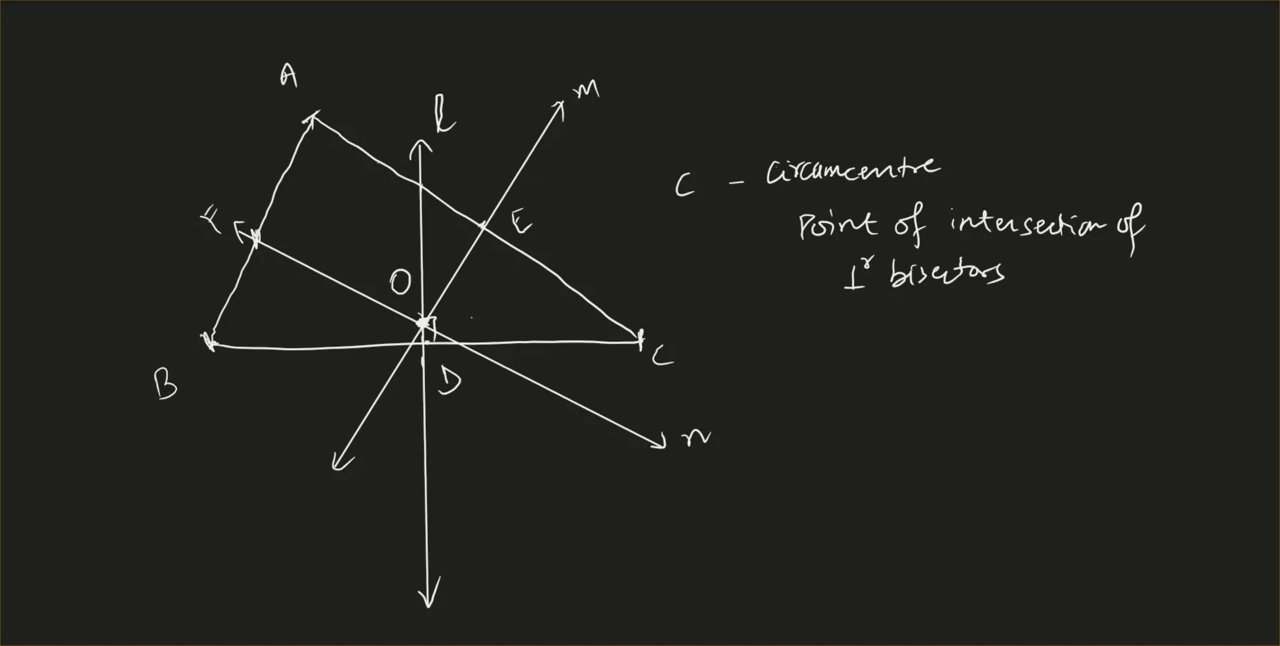 A
l
m
F
E
O
B
D
C
n
C - Circumcentre
Point of intersection of
⊥r bisectors